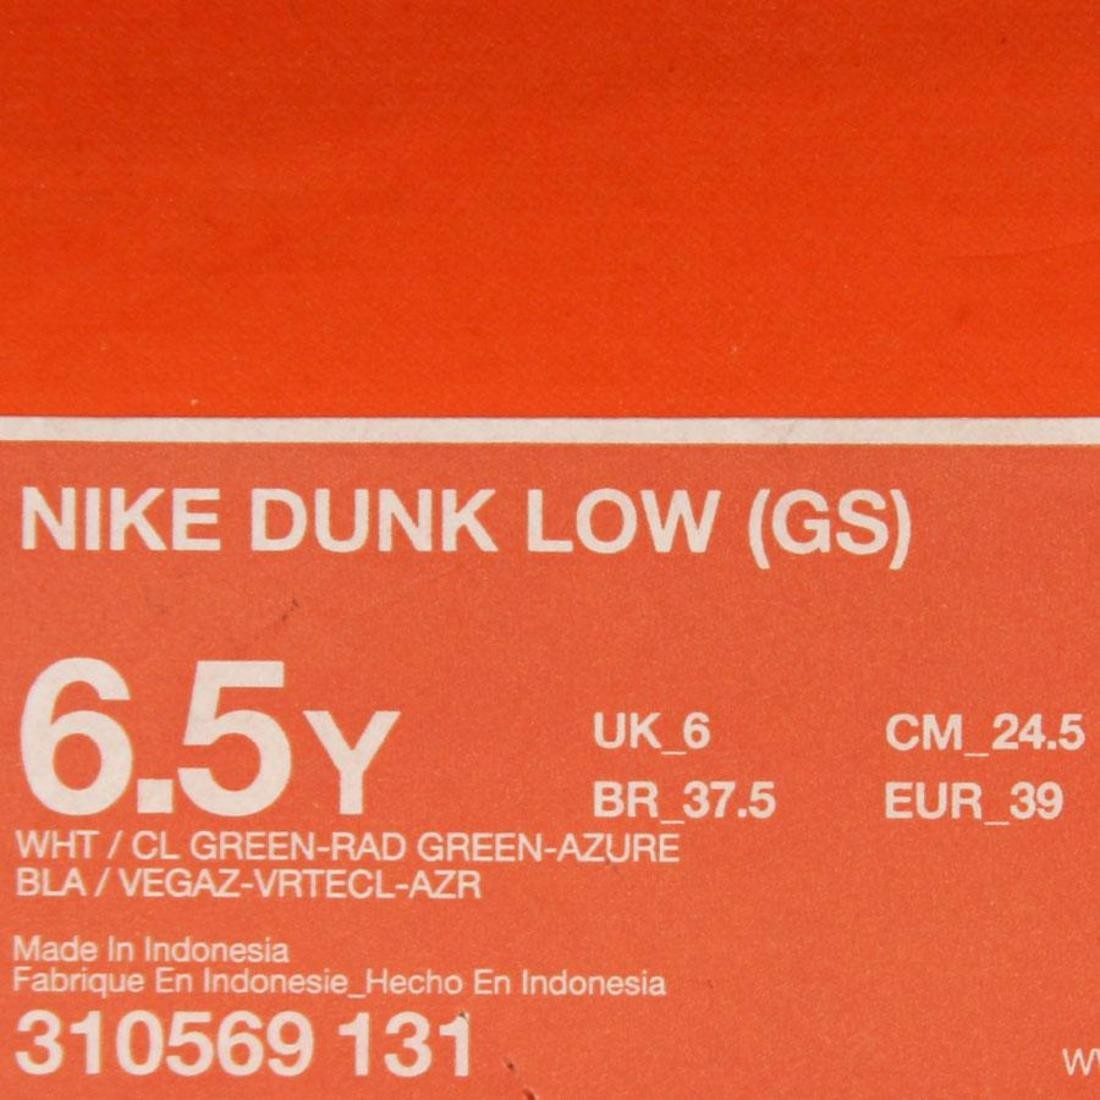 NIKE DUNK LOW (GS)
6.5Y
UK_6 CM_24.5
BR_37.5 EUR_39
WHT / CL GREEN-RAD GREEN-AZURE
BLA / VEGAZ-VRTECL-AZR
Made In Indonesia
Fabrique En Indonesie_Hecho En Indonesia
310569 131